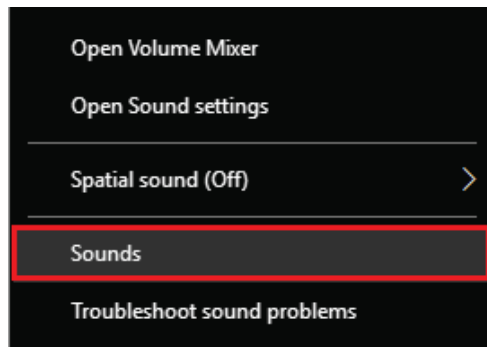 Open Volume Mixer
Open Sound settings
Spatial sound (Off)
Sounds
Troubleshoot sound problems